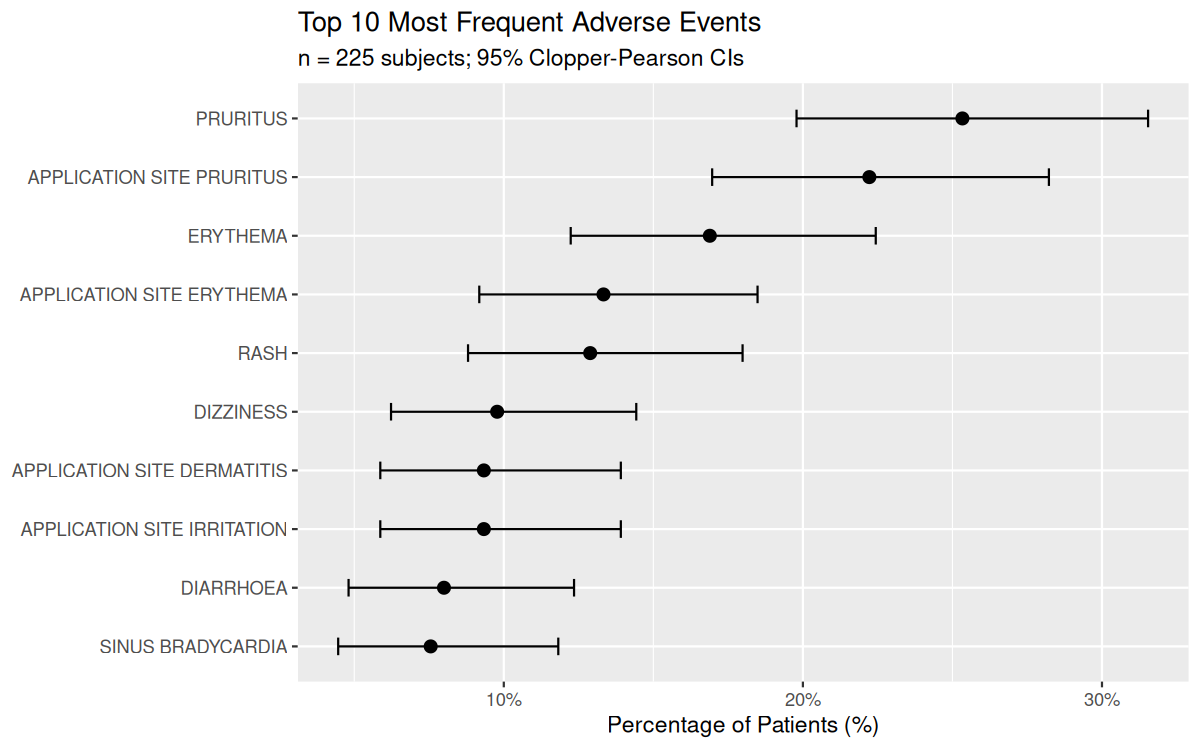 Top 10 Most Frequent Adverse Events
n = 225 subjects; 95% Clopper-Pearson CIs
PRURITUS
APPLICATION SITE PRURITUS
ERYTHEMA
APPLICATION SITE ERYTHEMA
RASH
DIZZINESS
APPLICATION SITE DERMATITIS
APPLICATION SITE IRRITATION
DIARRHOEA
SINUS BRADYCARDIA
10% 20% 30%
Percentage of Patients (%)